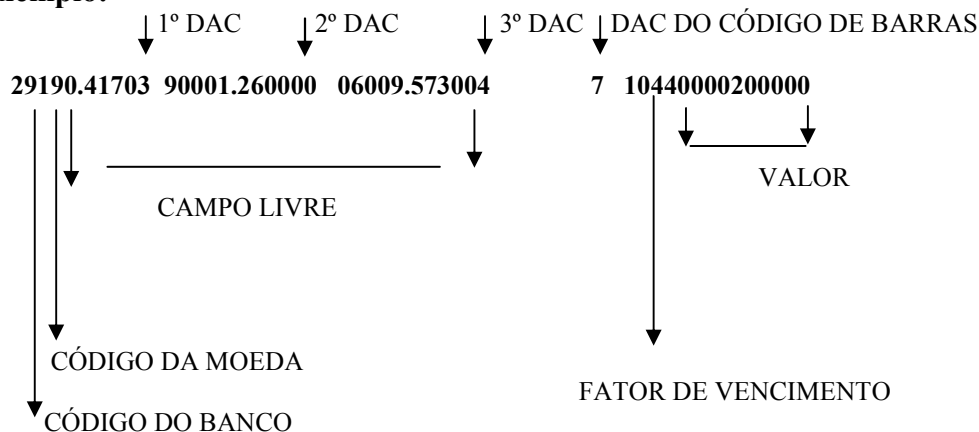 1º DAC 2º DAC 3º DAC DAC DO CÓDIGO DE BARRAS
29190.41703 90001.260000 06009.573004 7 10440000200000
VALOR
CAMPO LIVRE
CÓDIGO DA MOEDA
FATOR DE VENCIMENTO
CÓDIGO DO BANCO